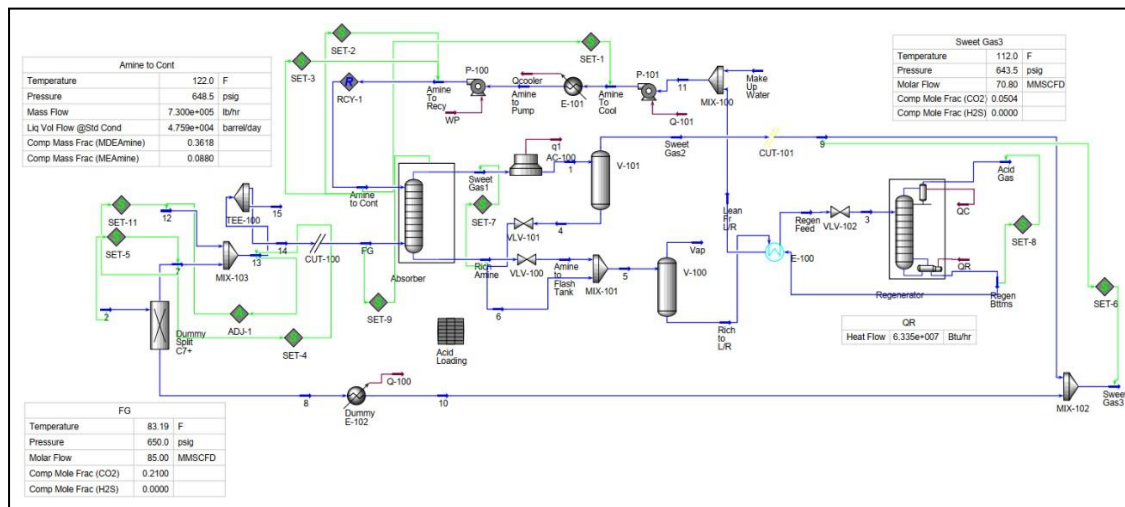 Amine to Cont
Temperature 122.0 F
Pressure 648.5 psig
Mass Flow 7.300e+005 lb/hr
Liq Vol Flow @Std Cond 4.759e+004 barrel/day
Comp Mass Frac (MDEAmine) 0.3618
Comp Mass Frac (MEAmine) 0.0880
Sweet Gas3
Temperature 112.0 F
Pressure 643.5 psig
Molar Flow 70.80 MMSCFD
Comp Mole Frac (CO2) 0.0504
Comp Mole Frac (H2S) 0.0000
SET-2
SET-3
SET-1
RCY-1
Amine
To
Recy
P-100
WP
Qcooler
Amine
to
Pump
E-101
Amine
To
Cool
P-101
Q-101
11
MIX-100
Make
Up
Water
q1
AC-100
Sweet
Gas1
1
V-101
Sweet
Gas2
CUT-101
9
Amine
to Cont
SET-7
VLV-101
4
Absorber
Rich
Amine
VLV-100
Amine
to
Flash
Tank
MIX-101
5
6
Vap
V-100
Rich
to
L/R
Lean
Fr
L/R
Regen
Feed
E-100
VLV-102
3
Acid
Gas
QC
QR
SET-8
Regenerator
Regen
Bttms
SET-6
SET-11
12
SET-5
7
TEE-100
15
14
MIX-103
13
CUT-100
FG
2
Dummy
Split
C7+
ADJ-1
SET-4
SET-9
Acid
Loading
QR
Heat Flow 6.335e+007 Btu/hr
8
Q-100
Dummy
E-102
10
MIX-102
Sweet
Gas3
FG
Temperature 83.19 F
Pressure 650.0 psig
Molar Flow 85.00 MMSCFD
Comp Mole Frac (CO2) 0.2100
Comp Mole Frac (H2S) 0.0000